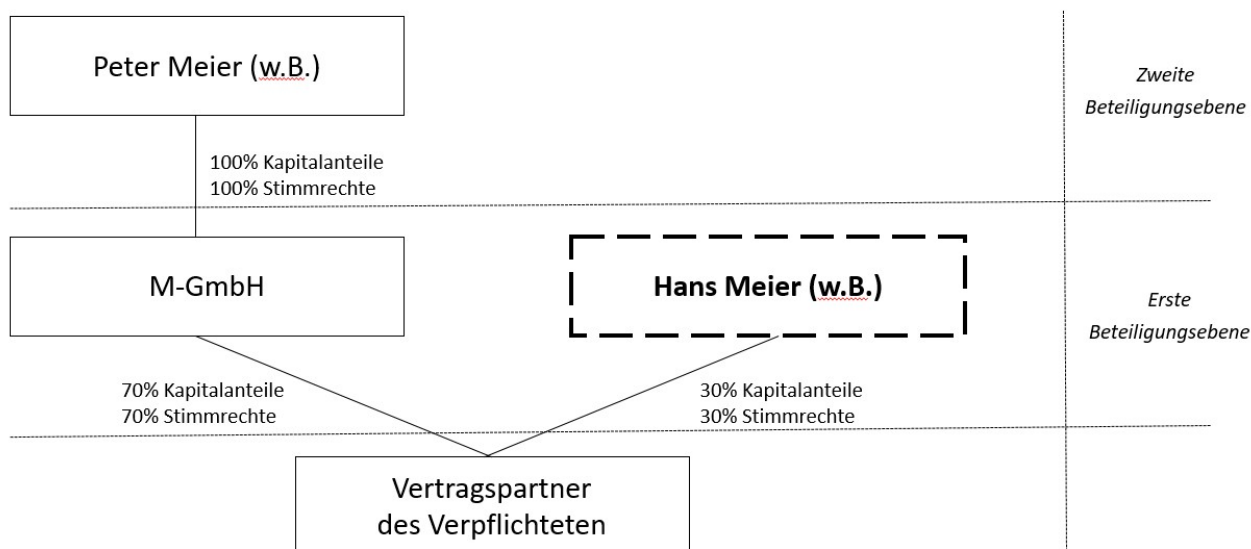 Peter Meier (w.B.)
Zweite
Beteiligungsebene
100% Kapitalanteile
100% Stimmrechte
M-GmbH
Hans Meier (w.B.)
Erste
Beteiligungsebene
70% Kapitalanteile
70% Stimmrechte
30% Kapitalanteile
30% Stimmrechte
Vertragspartner
des Verpflichteten